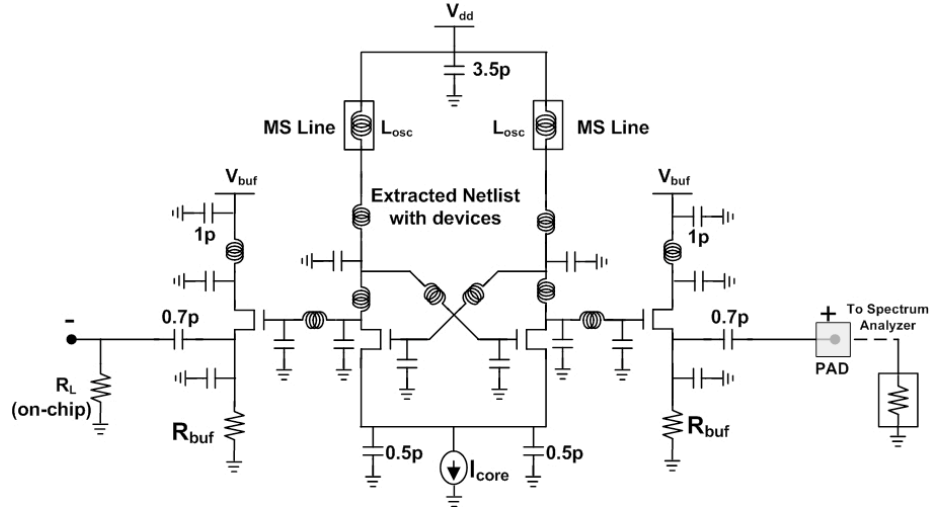 Vdd
3.5p
MS Line
Losc
Losc
MS Line
Vbuf
Extracted Netlist
with devices
Vbuf
1p
1p
-
0.7p
0.7p
+
To Spectrum
Analyzer
PAD
RL
(on-chip)
Rbuf
Rbuf
0.5p
Icore
0.5p